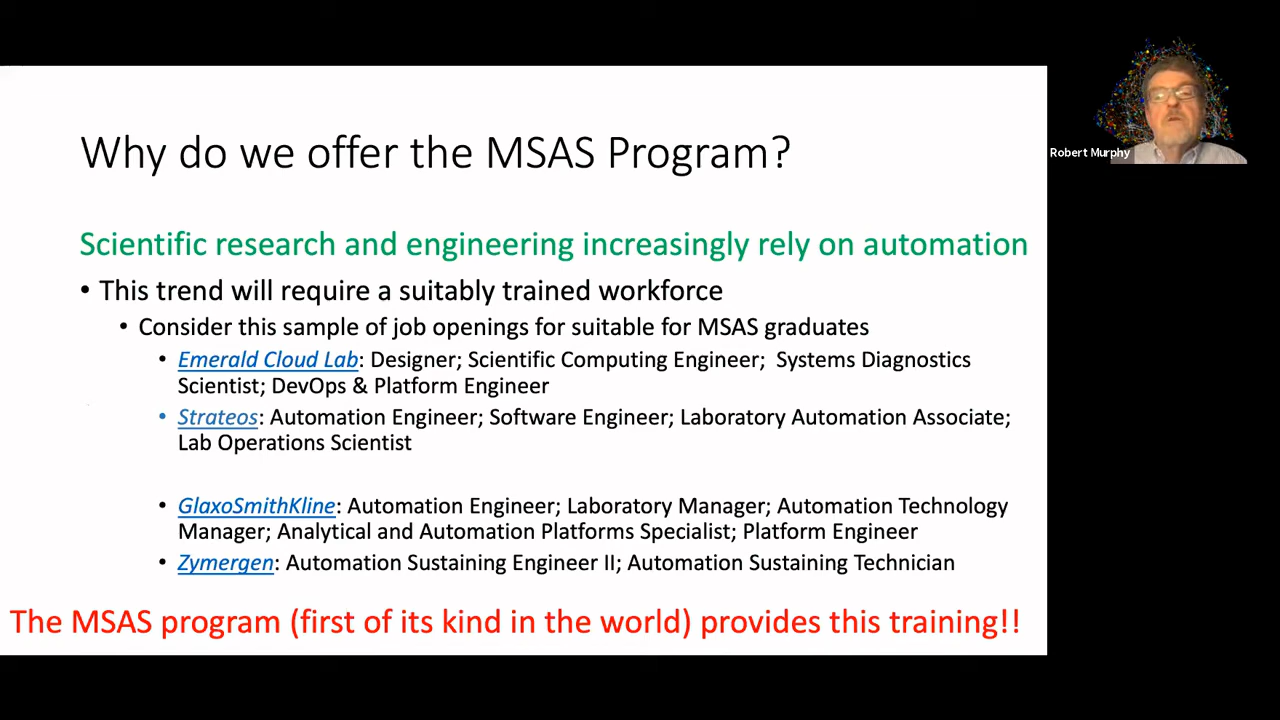 Why do we offer the MSAS Program?
Robert Murphy
Scientific research and engineering increasingly rely on automation
• This trend will require a suitably trained workforce
• Consider this sample of job openings for suitable for MSAS graduates
• Emerald Cloud Lab: Designer; Scientific Computing Engineer; Systems Diagnostics
Scientist; DevOps & Platform Engineer
• Strateos: Automation Engineer; Software Engineer; Laboratory Automation Associate;
Lab Operations Scientist
• GlaxoSmithKline: Automation Engineer; Laboratory Manager; Automation Technology
Manager; Analytical and Automation Platforms Specialist; Platform Engineer
• Zymergen: Automation Sustaining Engineer II; Automation Sustaining Technician
The MSAS program (first of its kind in the world) provides this training!!